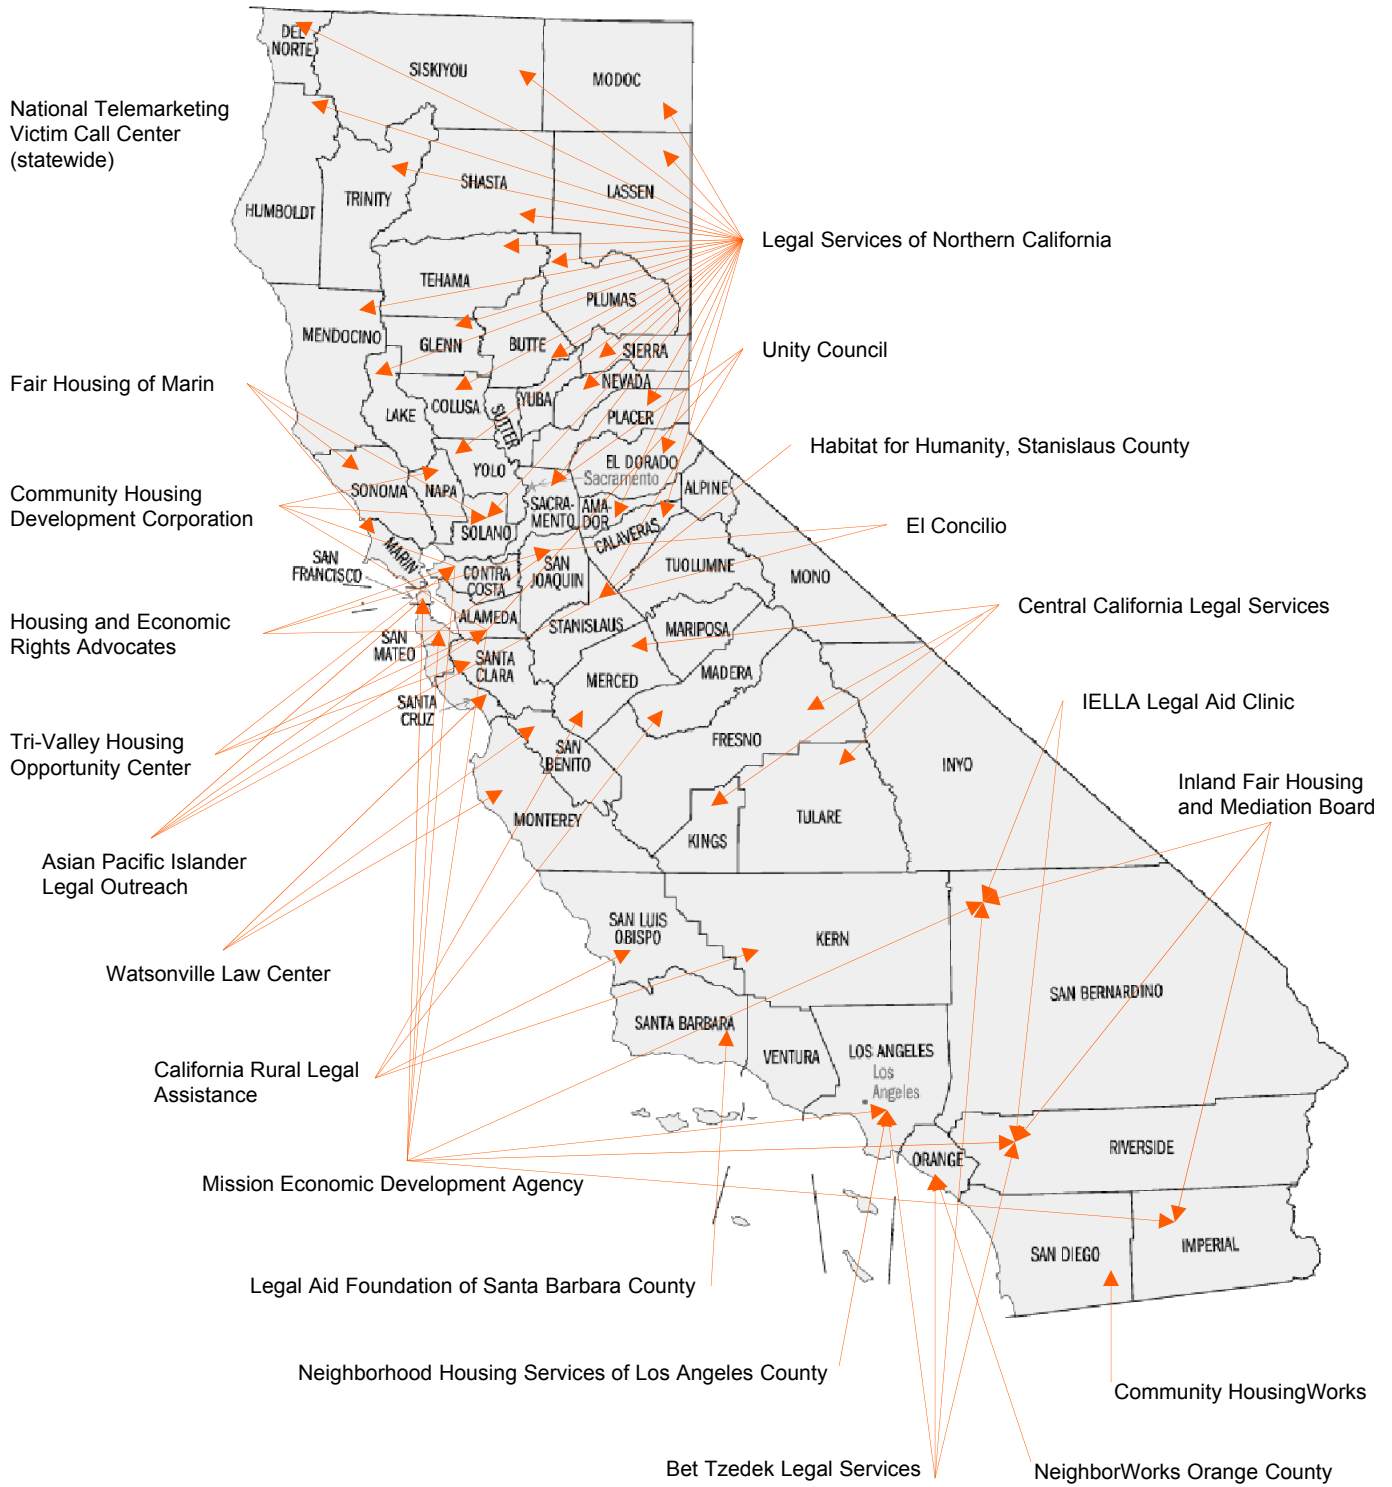 DEL
NORTE
SISKIYOU
MODOC
National Telemarketing
Victim Call Center
(statewide)
SHASTA
LASSEN
TRINITY
HUMBOLDT
Legal Services of Northern California
TEHAMA
PLUMAS
MENDOCINO
GLENN
BUTTE
SIERRA
Unity Council
Fair Housing of Marin
NEVADA
YUBA
COLUSA
LAKE
SUTTER
PLACER
Habitat for Humanity, Stanislaus County
YOLO
EL DORADO
Sacramento
Community Housing
Development Corporation
SONOMA
NAPA
ALPINE
SACRA-
MENTO
AMA-
DOR
El Concilio
SOLANO
CALAVERAS
MARIN
SAN
FRANCISCO
CONTRA
COSTA
SAN
JOAQUIN
TUOLUMNE
MONO
Central California Legal Services
Housing and Economic
Rights Advocates
ALAMEDA
STANISLAUS
MARIPOSA
SAN
MATEO
SANTA
CLARA
MERCED
MADERA
SANTA
CRUZ
IELLA Legal Aid Clinic
Tri-Valley Housing
Opportunity Center
SAN
BENITO
FRESNO
INYO
Inland Fair Housing
and Mediation Board
MONTEREY
KINGS
TULARE
Asian Pacific Islander
Legal Outreach
SAN LUIS
OBISPO
KERN
Watsonville Law Center
SAN BERNARDINO
SANTA BARBARA
VENTURA
LOS ANGELES
Los
Angeles
California Rural Legal
Assistance
ORANGE
RIVERSIDE
Mission Economic Development Agency
SAN DIEGO
IMPERIAL
Legal Aid Foundation of Santa Barbara County
Neighborhood Housing Services of Los Angeles County
Community HousingWorks
Bet Tzedek Legal Services
NeighborWorks Orange County